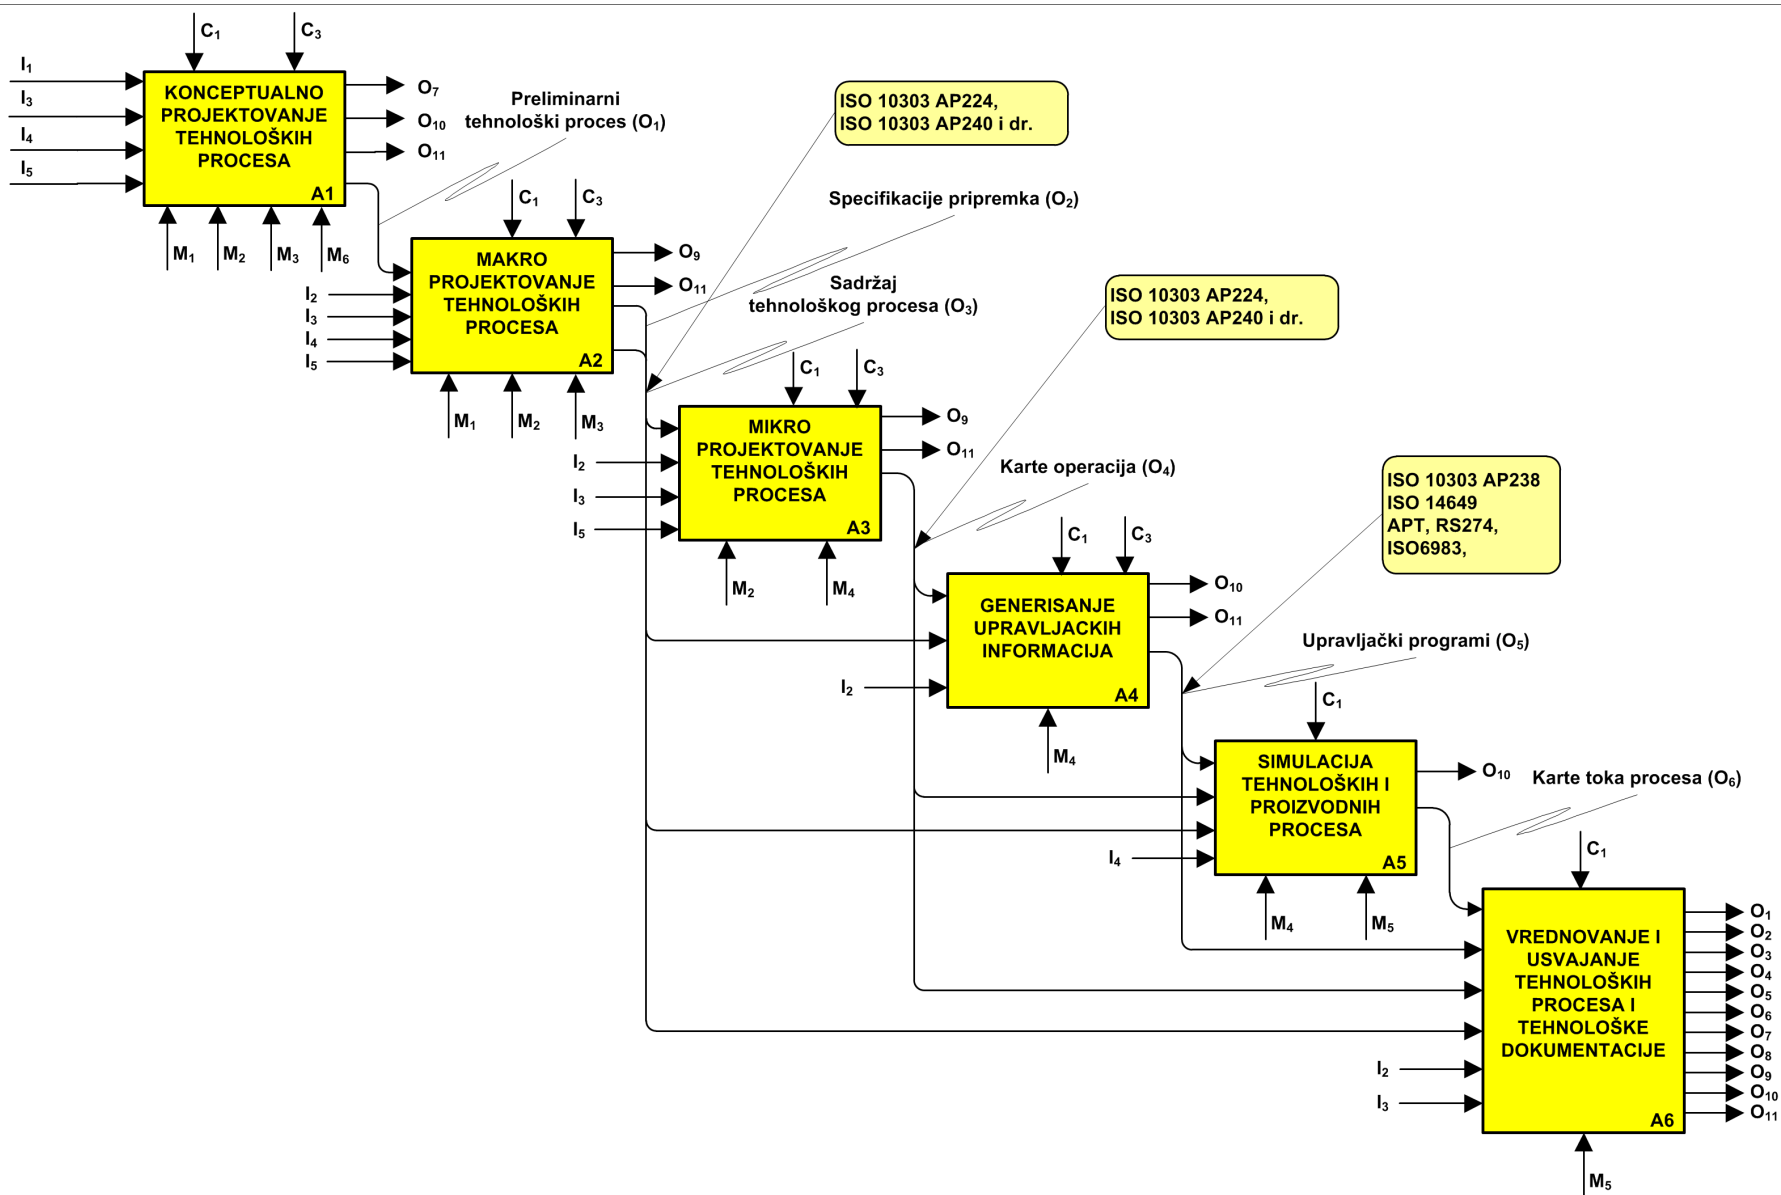 C₁
C₃
I₁
I₃
I₄
I₅
KONCEPTUALNO
PROJEKTOVANJE
TEHNOLOŠKIH
PROCESA
A1
O₇
O₁₀
O₁₁
M₁
M₂
M₃
M₆
Preliminarni
tehnološki proces (O₁)
ISO 10303 AP224,
ISO 10303 AP240 i dr.
C₁
C₃
I₂
I₃
I₄
I₅
MAKRO
PROJEKTOVANJE
TEHNOLOŠKIH
PROCESA
A2
O₉
O₁₁
M₁
M₂
M₃
Specifikacije pripremka (O₂)
Sadržaj
tehnološkog procesa (O₃)
ISO 10303 AP224,
ISO 10303 AP240 i dr.
C₁
C₃
I₂
I₃
I₅
MIKRO
PROJEKTOVANJE
TEHNOLOŠKIH
PROCESA
A3
O₉
O₁₁
M₂
M₄
Karte operacija (O₄)
ISO 10303 AP238
ISO 14649
APT, RS274,
ISO6983,
C₁
C₃
I₂
GENERISANJE
UPRAVLJACKIH
INFORMACIJA
A4
O₁₀
O₁₁
M₄
Upravljački programi (O₅)
C₁
I₄
SIMULACIJA
TEHNOLOŠKIH I
PROIZVODNIH
PROCESA
A5
O₁₀
M₄
M₅
Karte toka procesa (O₆)
C₁
I₂
I₃
VREDNOVANJE I
USVAJANJE
TEHNOLOŠKIH
PROCESA I
TEHNOLOŠKE
DOKUMENTACIJE
A6
O₁
O₂
O₃
O₄
O₅
O₆
O₇
O₈
O₉
O₁₀
O₁₁
M₅